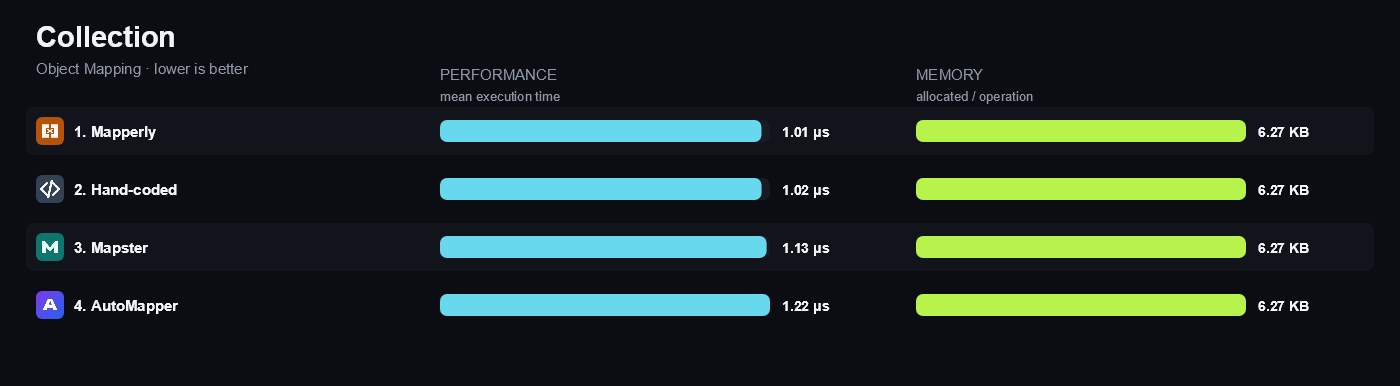 Collection
Object Mapping · lower is better
PERFORMANCE
mean execution time
MEMORY
allocated / operation
1. Mapperly 1.01 µs 6.27 KB
2. Hand-coded 1.02 µs 6.27 KB
3. Mapster 1.13 µs 6.27 KB
4. AutoMapper 1.22 µs 6.27 KB